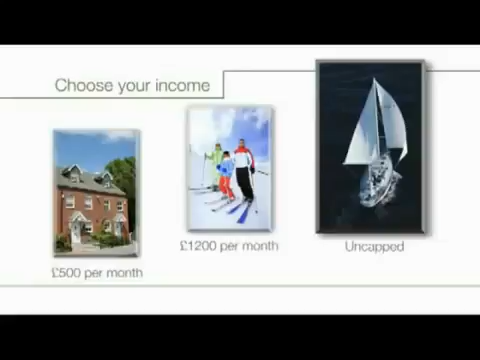 Choose your income
£500 per month
£1200 per month
Uncapped